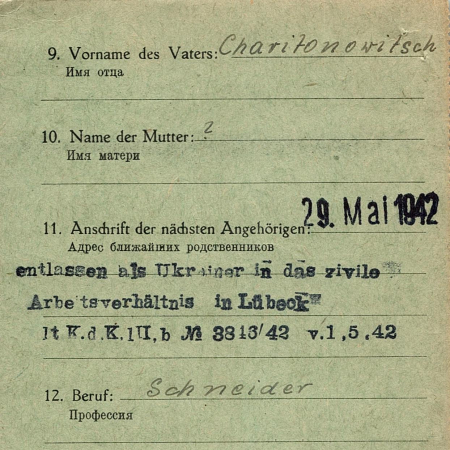 9. Vorname des Vaters: Charitonowitsch
Имя отца
10. Name der Mutter: ?
Имя матери
29. Mai 1942
11. Anschrift der nächsten Angehörigen:
Адрес ближайших родственников
entlassen als Ukrainer in das zivile
Arbeitsverhältnis in Lübeck"
lt K.d.K.lU,b № 3846/42 v.1,5.42
12. Beruf: Schneider
Профессия